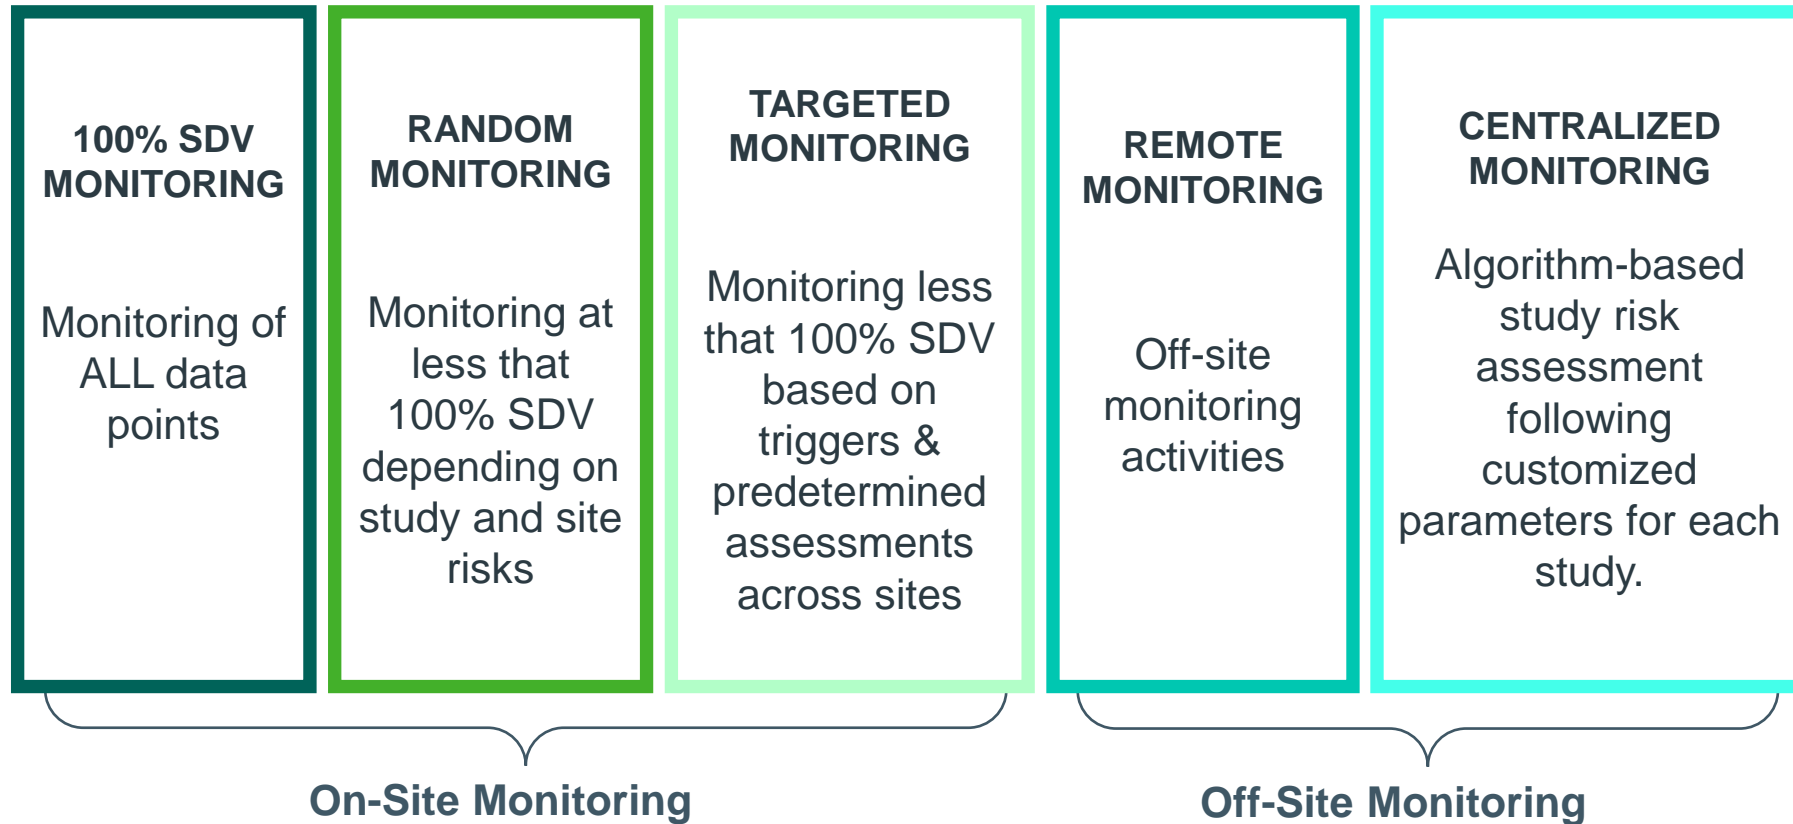 100% SDV
MONITORING
Monitoring of
ALL data
points
RANDOM
MONITORING
Monitoring at
less that
100% SDV
depending on
study and site
risks
TARGETED
MONITORING
Monitoring less
that 100% SDV
based on
triggers &
predetermined
assessments
across sites
REMOTE
MONITORING
Off-site
monitoring
activities
CENTRALIZED
MONITORING
Algorithm-based
study risk
assessment
following
customized
parameters for each
study.
On-Site Monitoring
Off-Site Monitoring